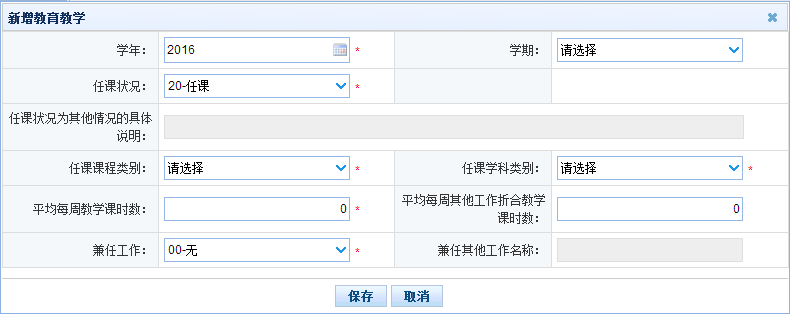 新增教育教学
学年： 2016 * 学期： 请选择
任课状况： 20-任课 *
任课状况为其他情况的具体
说明：
任课课程类别： 请选择 * 任课学科类别： 请选择 *
平均每周教学课时数： 0 * 平均每周其他工作折合教学
课时数： 0
兼任工作： 00-无 * 兼任其他工作名称：
保存 取消